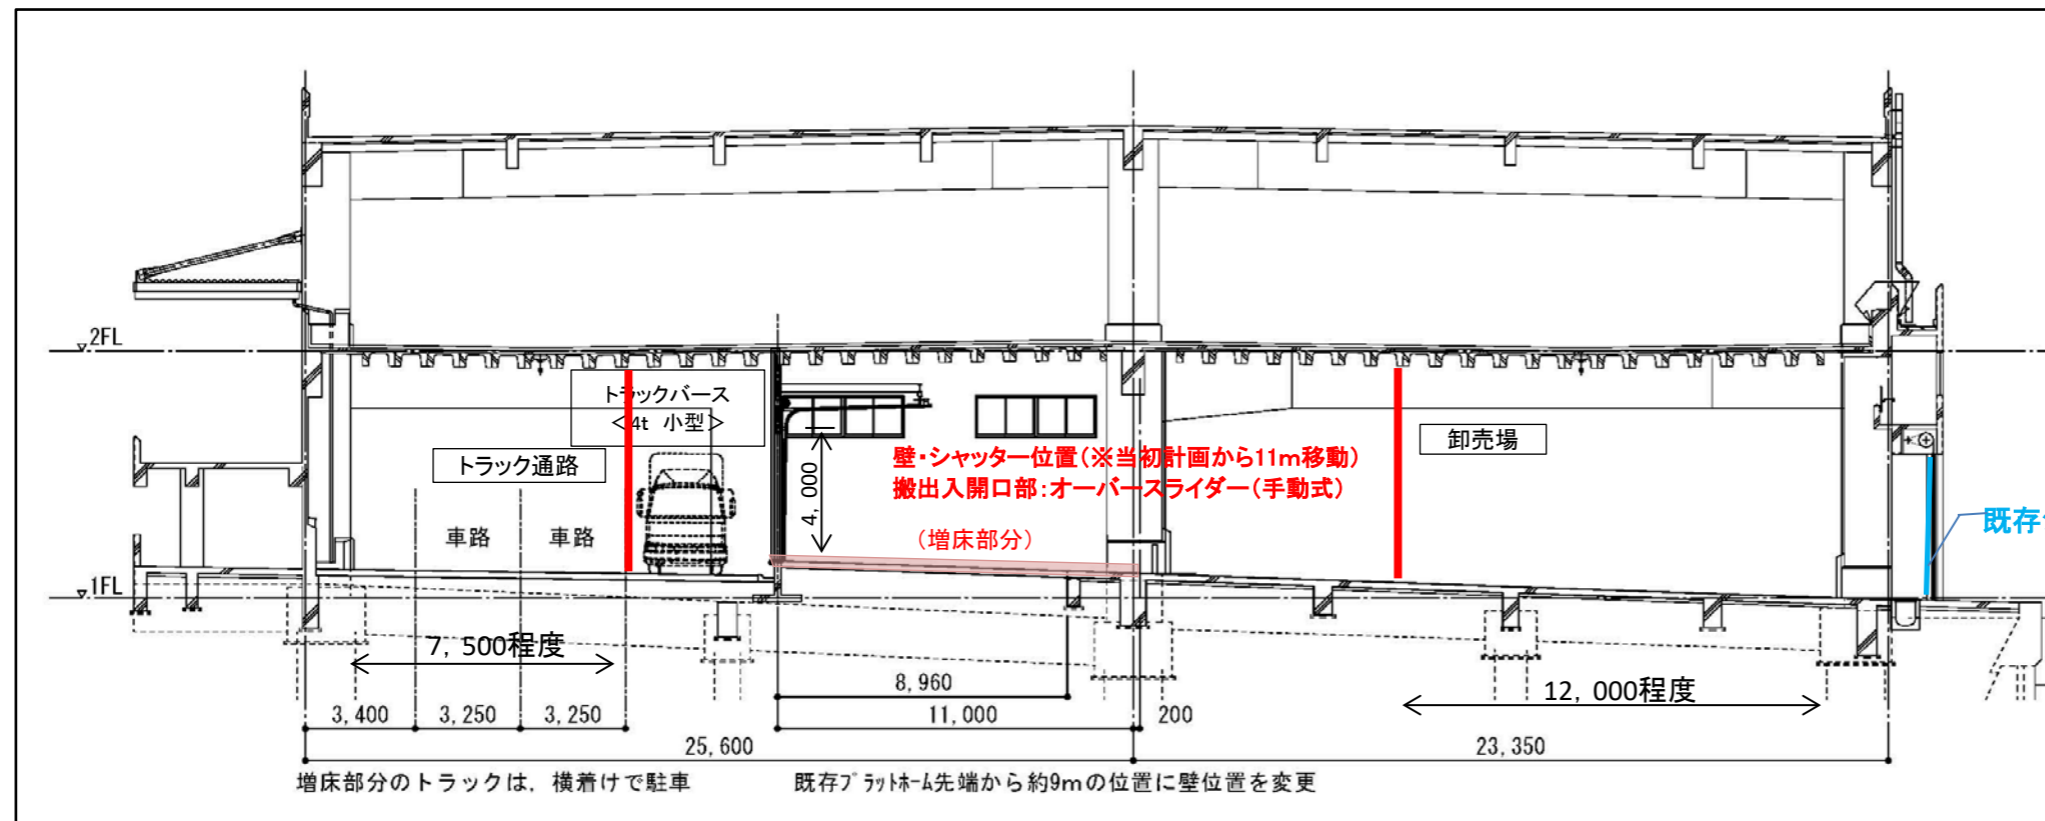 2FL
トラックバース
<4t 小型>
トラック通路
卸売場
壁・シャッター位置(※当初計画から11m移動)
搬出入開口部:オーバースライダー(手動式)
4,000
(増床部分)
車路
車路
既存
1FL
7,500程度
8,960
12,000程度
3,400
3,250
3,250
11,000
200
25,600
23,350
増床部分のトラックは,横着けで駐車
既存プラットホーム先端から約9mの位置に壁位置を変更